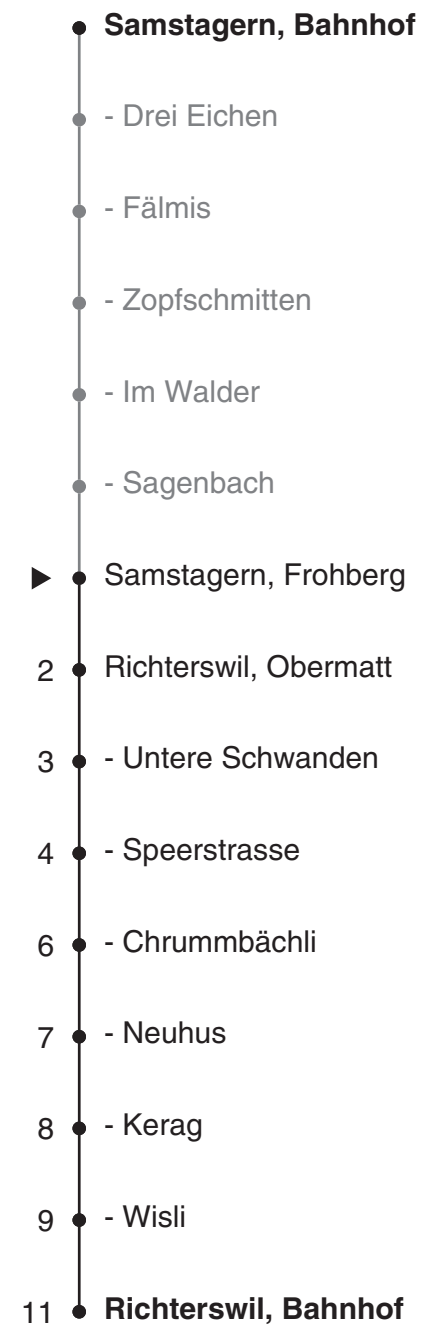 Samstagern, Bahnhof
- Drei Eichen
- Fälmis
- Zopfschmitten
- Im Walder
- Sagenbach
Samstagern, Frohberg
2 Richterswil, Obermatt
3 - Untere Schwanden
4 - Speerstrasse
6 - Chrummbächli
7 - Neuhus
8 - Kerag
9 - Wisli
11 Richterswil, Bahnhof